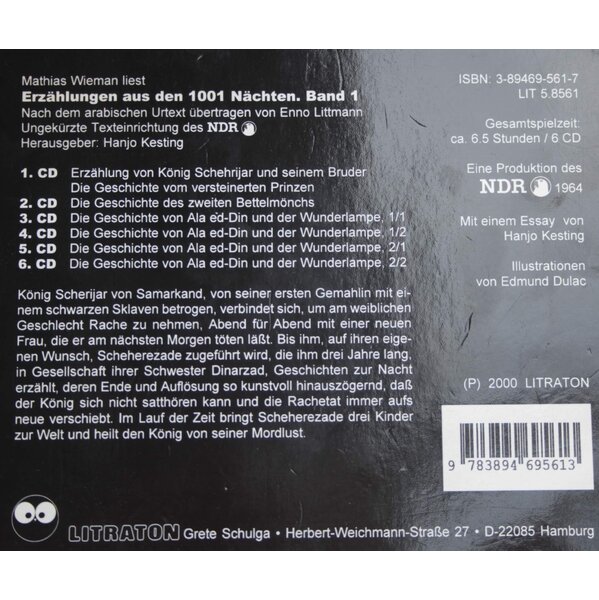 Mathias Wieman liest
Erzählungen aus den 1001 Nächten. Band 1
Nach dem arabischen Urtext übertragen von Enno Littmann
Ungekürzte Texteinrichtung des NDR
Herausgeber: Hanjo Kesting
1. CD Erzählung von König Schehrijar und seinem Bruder
Die Geschichte vom versteinerten Prinzen
2. CD Die Geschichte des zweiten Bettelmönchs
3. CD Die Geschichte von Ala ed-Din und der Wunderlampe, 1/1
4. CD Die Geschichte von Ala ed-Din und der Wunderlampe, 1/2
5. CD Die Geschichte von Ala ed-Din und der Wunderlampe, 2/1
6. CD Die Geschichte von Ala ed-Din und der Wunderlampe, 2/2
König Scherijar von Samarkand, von seiner ersten Gemahlin mit ei-
nem schwarzen Sklaven betrogen, verbindet sich, um am weiblichen
Geschlecht Rache zu nehmen, Abend für Abend mit einer neuen
Frau, die er am nächsten Morgen töten läßt. Bis ihm, auf ihren eige-
nen Wunsch, Scheherezade zugeführt wird, die ihm drei Jahre lang,
in Gesellschaft ihrer Schwester Dinarzad, Geschichten zur Nacht
erzählt, deren Ende und Auflösung so kunstvoll hinauszögernd, daß
der König sich nicht satthören kann und die Rachetat immer aufs
neue verschiebt. Im Lauf der Zeit bringt Scheherezade drei Kinder
zur Welt und heilt den König von seiner Mordlust.
ISBN: 3-89469-561-7
LIT 5.8561
Gesamtspielzeit:
ca. 6.5 Stunden / 6 CD
Eine Produktion des
NDR 1964
Mit einem Essay von
Hanjo Kesting
Illustrationen
von Edmund Dulac
(P) 2000 LITRATON
9 783894 695613
LITRATON Grete Schulga • Herbert-Weichmann-Straße 27 • D-22085 Hamburg